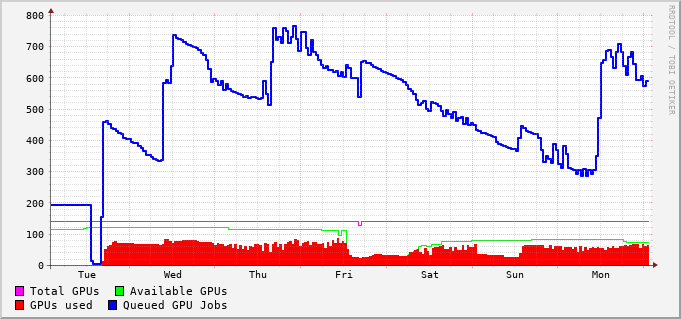 800
700
600
500
400
300
200
100
0
Tue Wed Thu Fri Sat Sun Mon
Total GPUs Available GPUs
GPUs used Queued GPU Jobs
RRDTOOL / TOBI OETIKER